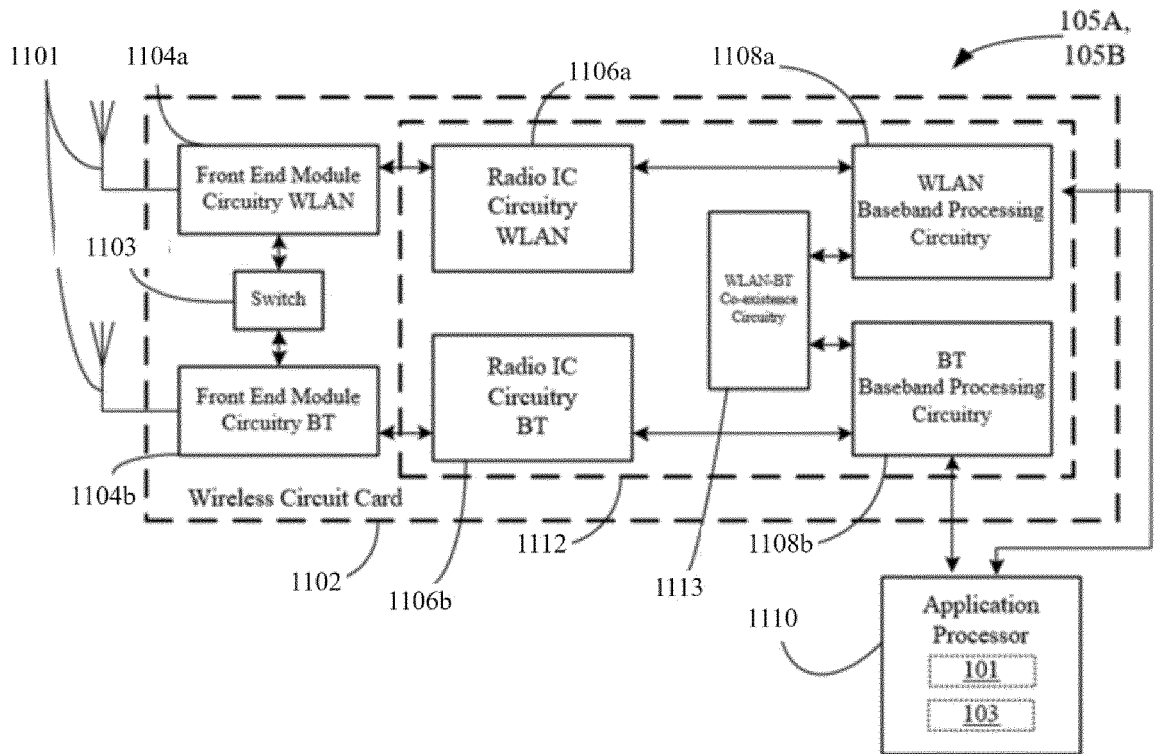 105A,
105B
1101
1104a
1106a
1108a
Front End Module
Circuitry WLAN
Radio IC
Circuitry
WLAN
WLAN
Baseband Processing
Circuitry
1103
Switch
WLAN-BT
Co-existence
Circuitry
Front End Module
Circuitry BT
Radio IC
Circuitry
BT
BT
Baseband Processing
Circuitry
1104b
Wireless Circuit Card
1102
1106b
1112
1113
1108b
1110
Application
Processor
101
103